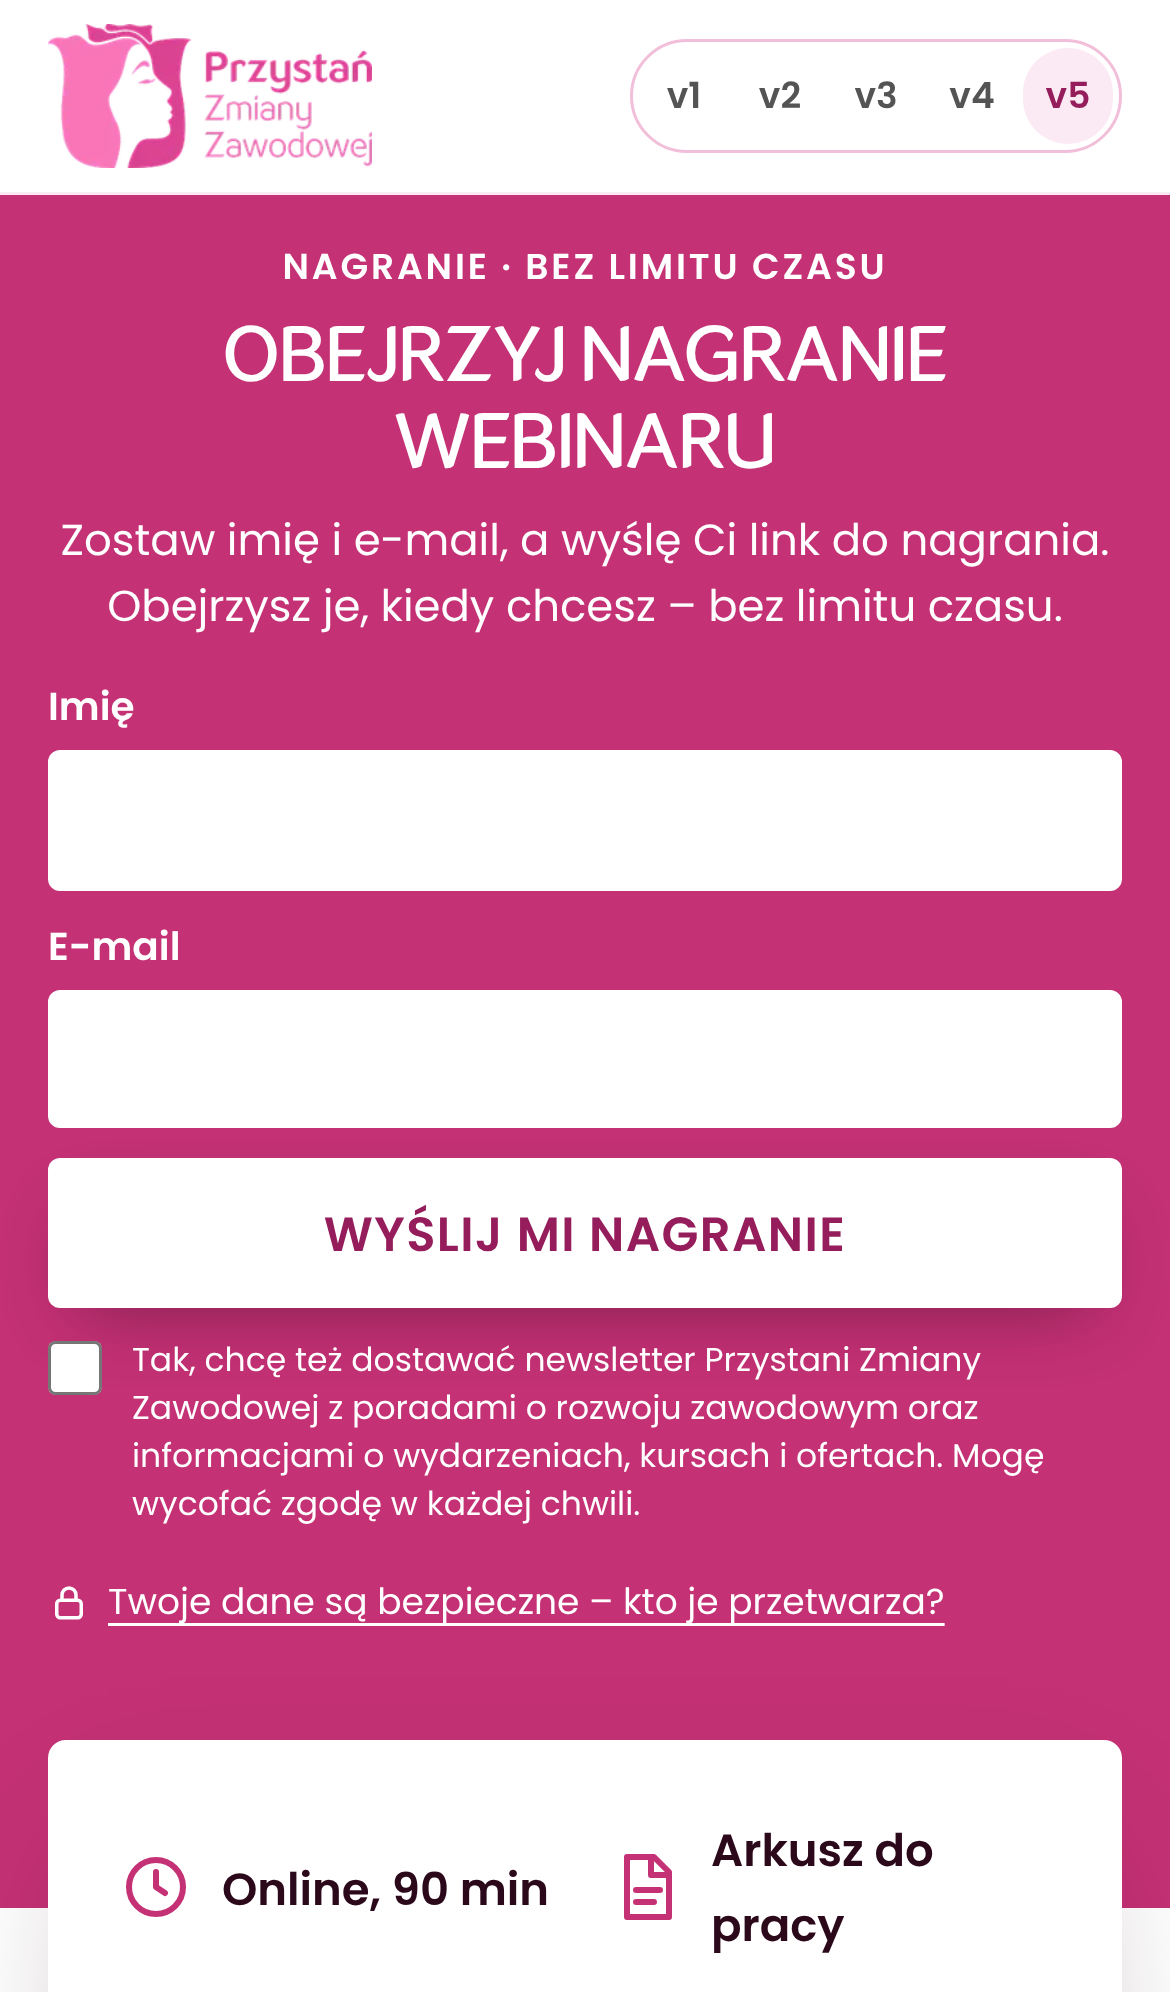 Przystań
Zmiany
Zawodowej
v1 v2 v3 v4 v5
NAGRANIE · BEZ LIMITU CZASU
OBEJRZYJ NAGRANIE
WEBINARU
Zostaw imię i e-mail, a wyślę Ci link do nagrania.
Obejrzysz je, kiedy chcesz – bez limitu czasu.
Imię
E-mail
WYŚLIJ MI NAGRANIE
Tak, chcę też dostawać newsletter Przystani Zmiany
Zawodowej z poradami o rozwoju zawodowym oraz
informacjami o wydarzeniach, kursach i ofertach. Mogę
wycofać zgodę w każdej chwili.
Twoje dane są bezpieczne – kto je przetwarza?
Online, 90 min
Arkusz do
pracy